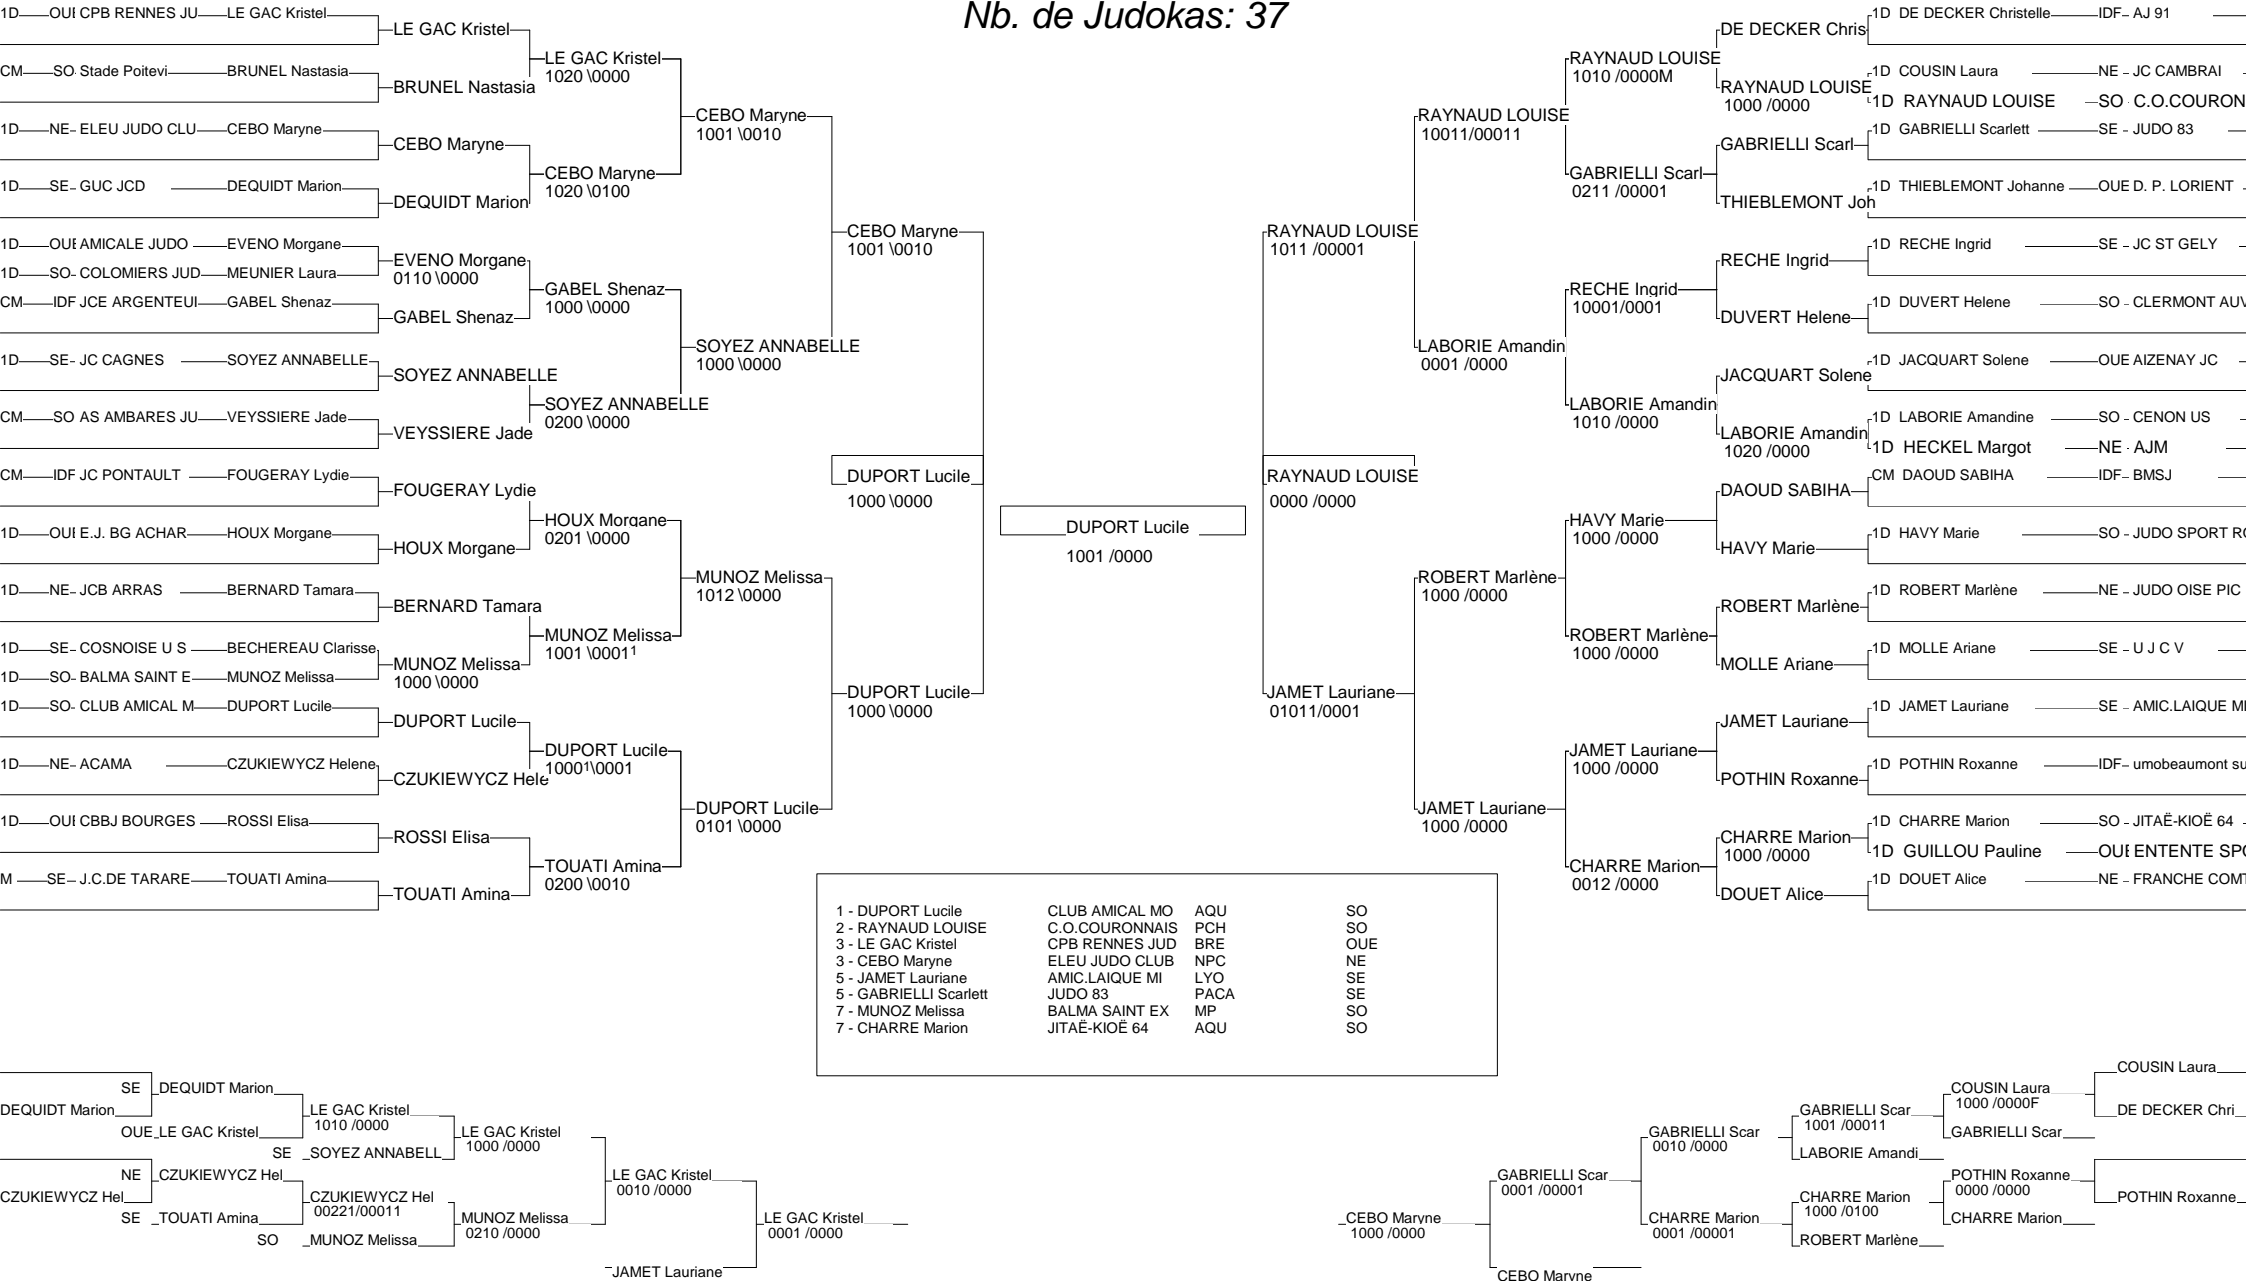 Nb. de Judokas: 37
1D OUE CPB RENNES JU LE GAC Kristel
CM SO Stade Poitevi BRUNEL Nastasia
1D NE ELEU JUDO CLU CEBO Maryne
1D SE GUC JCD DEQUIDT Marion
1D OUE AMICALE JUDO EVENO Morgane
1D SO COLOMIERS JUD MEUNIER Laura
CM IDF JCE ARGENTEUI GABEL Shenaz
1D SE JC CAGNES SOYEZ ANNABELLE
CM SO AS AMBARES JU VEYSSIERE Jade
CM IDF JC PONTAULT FOUGERAY Lydie
1D OUE E.J. BG ACHAR HOUX Morgane
1D NE JCB ARRAS BERNARD Tamara
1D SE COSNOISE U S BECHEREAU Clarisse
1D SO BALMA SAINT E MUNOZ Melissa
1D SO CLUB AMICAL M DUPORT Lucile
1D NE ACAMA CZUKIEWYCZ Helene
1D OUE CBBJ BOURGES ROSSI Elisa
M SE J.C.DE TARARE TOUATI Amina
LE GAC Kristel
BRUNEL Nastasia
CEBO Maryne
DEQUIDT Marion
EVENO Morgane
0110 \0000
GABEL Shenaz
SOYEZ ANNABELLE
VEYSSIERE Jade
FOUGERAY Lydie
HOUX Morgane
BERNARD Tamara
MUNOZ Melissa
1000 \0000
DUPORT Lucile
CZUKIEWYCZ Hele
ROSSI Elisa
TOUATI Amina
LE GAC Kristel
1020 \0000
CEBO Maryne
1020 \0100
GABEL Shenaz
1000 \0000
SOYEZ ANNABELLE
0200 \0000
HOUX Morgane
0201 \0000
MUNOZ Melissa
1001 \0001¹
DUPORT Lucile
1000¹\0001
TOUATI Amina
0200 \0010
CEBO Maryne
1001 \0010
SOYEZ ANNABELLE
1000 \0000
MUNOZ Melissa
1012 \0000
DUPORT Lucile
0101 \0000
CEBO Maryne
1001 \0010
DUPORT Lucile
1000 \0000
DUPORT Lucile
1000 \0000
DUPORT Lucile
1001 /0000
RAYNAUD LOUISE
1011 /00001
RAYNAUD LOUISE
0000 /0000
JAMET Lauriane
01011/0001
RAYNAUD LOUISE
10011/00011
LABORIE Amandin
0001 /0000
ROBERT Marlène
1000 /0000
JAMET Lauriane
1000 /0000
RAYNAUD LOUISE
1010 /0000M
GABRIELLI Scarl
0211 /00001
RECHE Ingrid
10001/0001
LABORIE Amandin
1010 /0000
HAVY Marie
1000 /0000
ROBERT Marlène
1000 /0000
JAMET Lauriane
1000 /0000
CHARRE Marion
0012 /0000
DE DECKER Chris
RAYNAUD LOUISE
1000 /0000
GABRIELLI Scarl
THIEBLEMONT Joh
RECHE Ingrid
DUVERT Helene
JACQUART Solene
LABORIE Amandin
1020 /0000
DAOUD SABIHA
HAVY Marie
ROBERT Marlène
MOLLE Ariane
JAMET Lauriane
POTHIN Roxanne
CHARRE Marion
1000 /0000
DOUET Alice
1D DE DECKER Christelle IDF AJ 91
1D COUSIN Laura NE JC CAMBRAI
1D RAYNAUD LOUISE SO C.O.COURON
1D GABRIELLI Scarlett SE JUDO 83
1D THIEBLEMONT Johanne OUE D. P. LORIENT
1D RECHE Ingrid SE JC ST GELY
1D DUVERT Helene SO CLERMONT AUV
1D JACQUART Solene OUE AIZENAY JC
1D LABORIE Amandine SO CENON US
1D HECKEL Margot NE AJM
CM DAOUD SABIHA IDF BMSJ
1D HAVY Marie SO JUDO SPORT RO
1D ROBERT Marlène NE JUDO OISE PIC
1D MOLLE Ariane SE U J C V
1D JAMET Lauriane SE AMIC.LAIQUE MI
1D POTHIN Roxanne IDF umobeaumont su
1D CHARRE Marion SO JITAË-KIOË 64
1D GUILLOU Pauline OUE ENTENTE SPO
1D DOUET Alice NE FRANCHE COMT
1 - DUPORT Lucile CLUB AMICAL MO AQU SO
2 - RAYNAUD LOUISE C.O.COURONNAIS PCH SO
3 - LE GAC Kristel CPB RENNES JUD BRE OUE
3 - CEBO Maryne ELEU JUDO CLUB NPC NE
5 - JAMET Lauriane AMIC.LAIQUE MI LYO SE
5 - GABRIELLI Scarlett JUDO 83 PACA SE
7 - MUNOZ Melissa BALMA SAINT EX MP SO
7 - CHARRE Marion JITAË-KIOË 64 AQU SO
DEQUIDT Marion
CZUKIEWYCZ Hel
SE DEQUIDT Marion
OUE LE GAC Kristel
NE CZUKIEWYCZ Hel
SE TOUATI Amina
LE GAC Kristel
1010 /0000
SE SOYEZ ANNABELL
CZUKIEWYCZ Hel
00221/00011
SO MUNOZ Melissa
LE GAC Kristel
1000 /0000
MUNOZ Melissa
0210 /0000
LE GAC Kristel
0010 /0000
JAMET Lauriane
LE GAC Kristel
0001 /0000
CEBO Maryne
1000 /0000
GABRIELLI Scar
0001 /00001
CEBO Maryne
GABRIELLI Scar
0010 /0000
CHARRE Marion
0001 /00001
GABRIELLI Scar
1001 /00011
LABORIE Amandi
CHARRE Marion
1000 /0100
ROBERT Marlène
COUSIN Laura
1000 /0000F
GABRIELLI Scar
POTHIN Roxanne
0000 /0000
CHARRE Marion
COUSIN Laura
DE DECKER Chri
POTHIN Roxanne